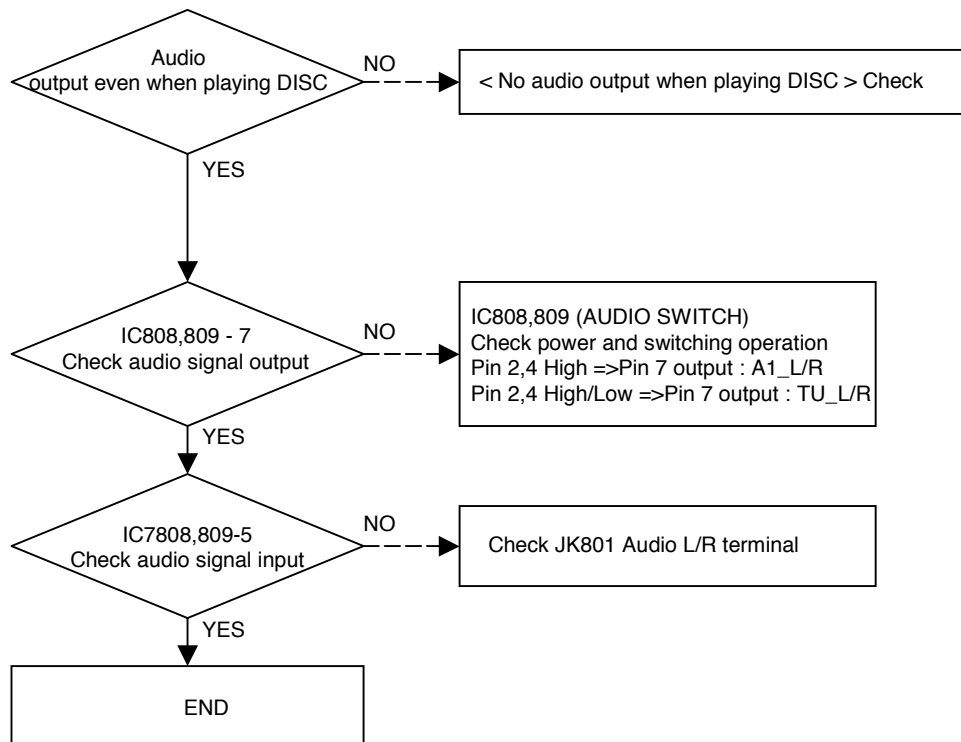 Audio
output even when playing DISC
NO
< No audio output when playing DISC > Check
YES
IC808,809 - 7
Check audio signal output
NO
IC808,809 (AUDIO SWITCH)
Check power and switching operation
Pin 2,4 High =>Pin 7 output : A1_L/R
Pin 2,4 High/Low =>Pin 7 output : TU_L/R
YES
IC7808,809-5
Check audio signal input
NO
Check JK801 Audio L/R terminal
YES
END